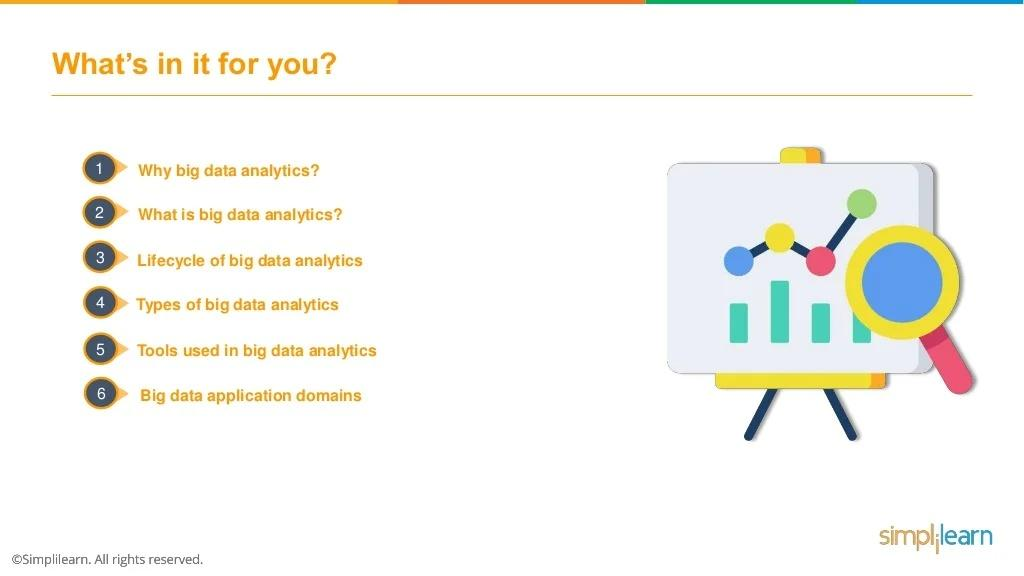 What’s in it for you?
1 Why big data analytics?
2 What is big data analytics?
3 Lifecycle of big data analytics
4 Types of big data analytics
5 Tools used in big data analytics
6 Big data application domains
simplilearn
©Simplilearn. All rights reserved.